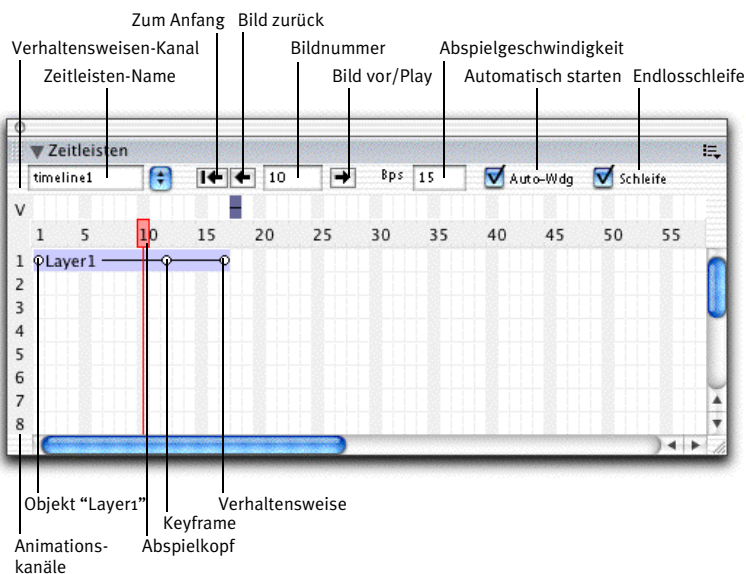 Zum Anfang Bild zurück
Verhaltensweisen-Kanal Bildnummer Abspielgeschwindigkeit
Zeitleisten-Name Bild vor/Play Automatisch starten Endlosschleife
Zeitleisten
timeline1 10 Bps 15 Auto-Wdg Schleife
V
1 5 10 15 20 25 30 35 40 45 50 55
1 Layer1
2
3
4
5
6
7
8
Objekt “Layer1” Verhaltensweise
Keyframe
Animations- Abspielkopf
kanäle